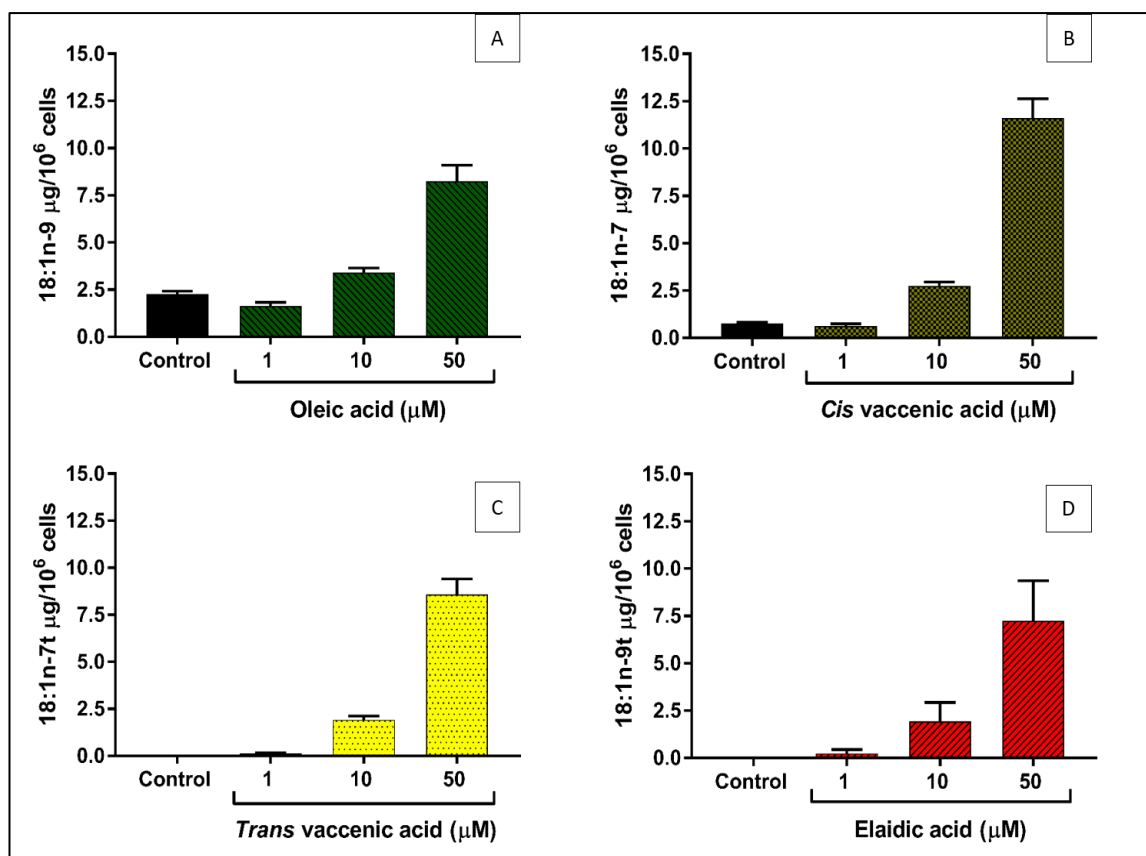 A
18:1n-9 µg/10⁶ cells
15.0
12.5
10.0
7.5
5.0
2.5
0.0
Control 1 10 50
Oleic acid (µM)
B
18:1n-7 µg/10⁶ cells
15.0
12.5
10.0
7.5
5.0
2.5
0.0
Control 1 10 50
Cis vaccenic acid (µM)
C
18:1n-7t µg/10⁶ cells
15.0
12.5
10.0
7.5
5.0
2.5
0.0
Control 1 10 50
Trans vaccenic acid (µM)
D
18:1n-9t µg/10⁶ cells
15.0
12.5
10.0
7.5
5.0
2.5
0.0
Control 1 10 50
Elaidic acid (µM)